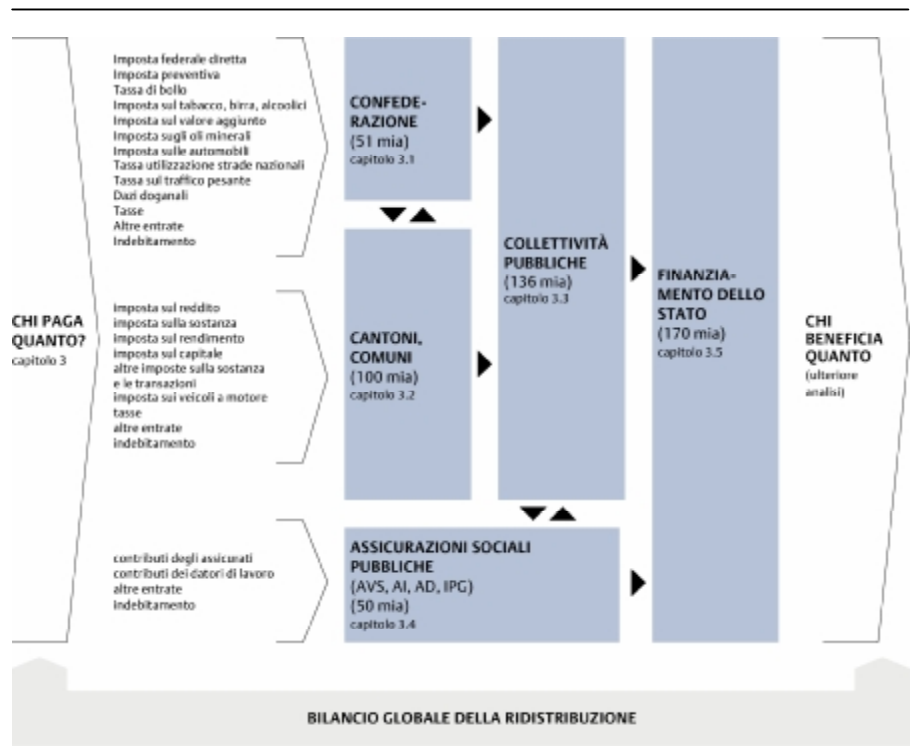 CHI PAGA
QUANTO?
capitolo 3
Imposta federale diretta
Imposta preventiva
Tassa di bollo
Imposta sul tabacco, birra, alcoolici
Imposta sul valore aggiunto
Imposta sugli oli minerali
Imposta sulle automobili
Tassa utilizzazione strade nazionali
Tassa sul traffico pesante
Dazi doganali
Tasse
Altre entrate
Indebitamento
imposta sul reddito
imposta sulla sostanza
imposta sul rendimento
imposta sul capitale
altre imposte sulla sostanza
e le transazioni
imposta sui veicoli a motore
tasse
altre entrate
indebitamento
contributi degli assicurati
contributi dei datori di lavoro
altre entrate
indebitamento
CONFEDE-
RAZIONE
(51 mia)
capitolo 3.1
CANTONI,
COMUNI
(100 mia)
capitolo 3.2
ASSICURAZIONI SOCIALI
PUBBLICHE
(AVS, AI, AD, IPG)
(50 mia)
capitolo 3.4
COLLETTIVITÀ
PUBBLICHE
(136 mia)
capitolo 3.3
FINANZIA-
MENTO DELLO
STATO
(170 mia)
capitolo 3.5
CHI
BENEFICIA
QUANTO
(ulteriore
analisi)
BILANCIO GLOBALE DELLA RIDISTRIBUZIONE